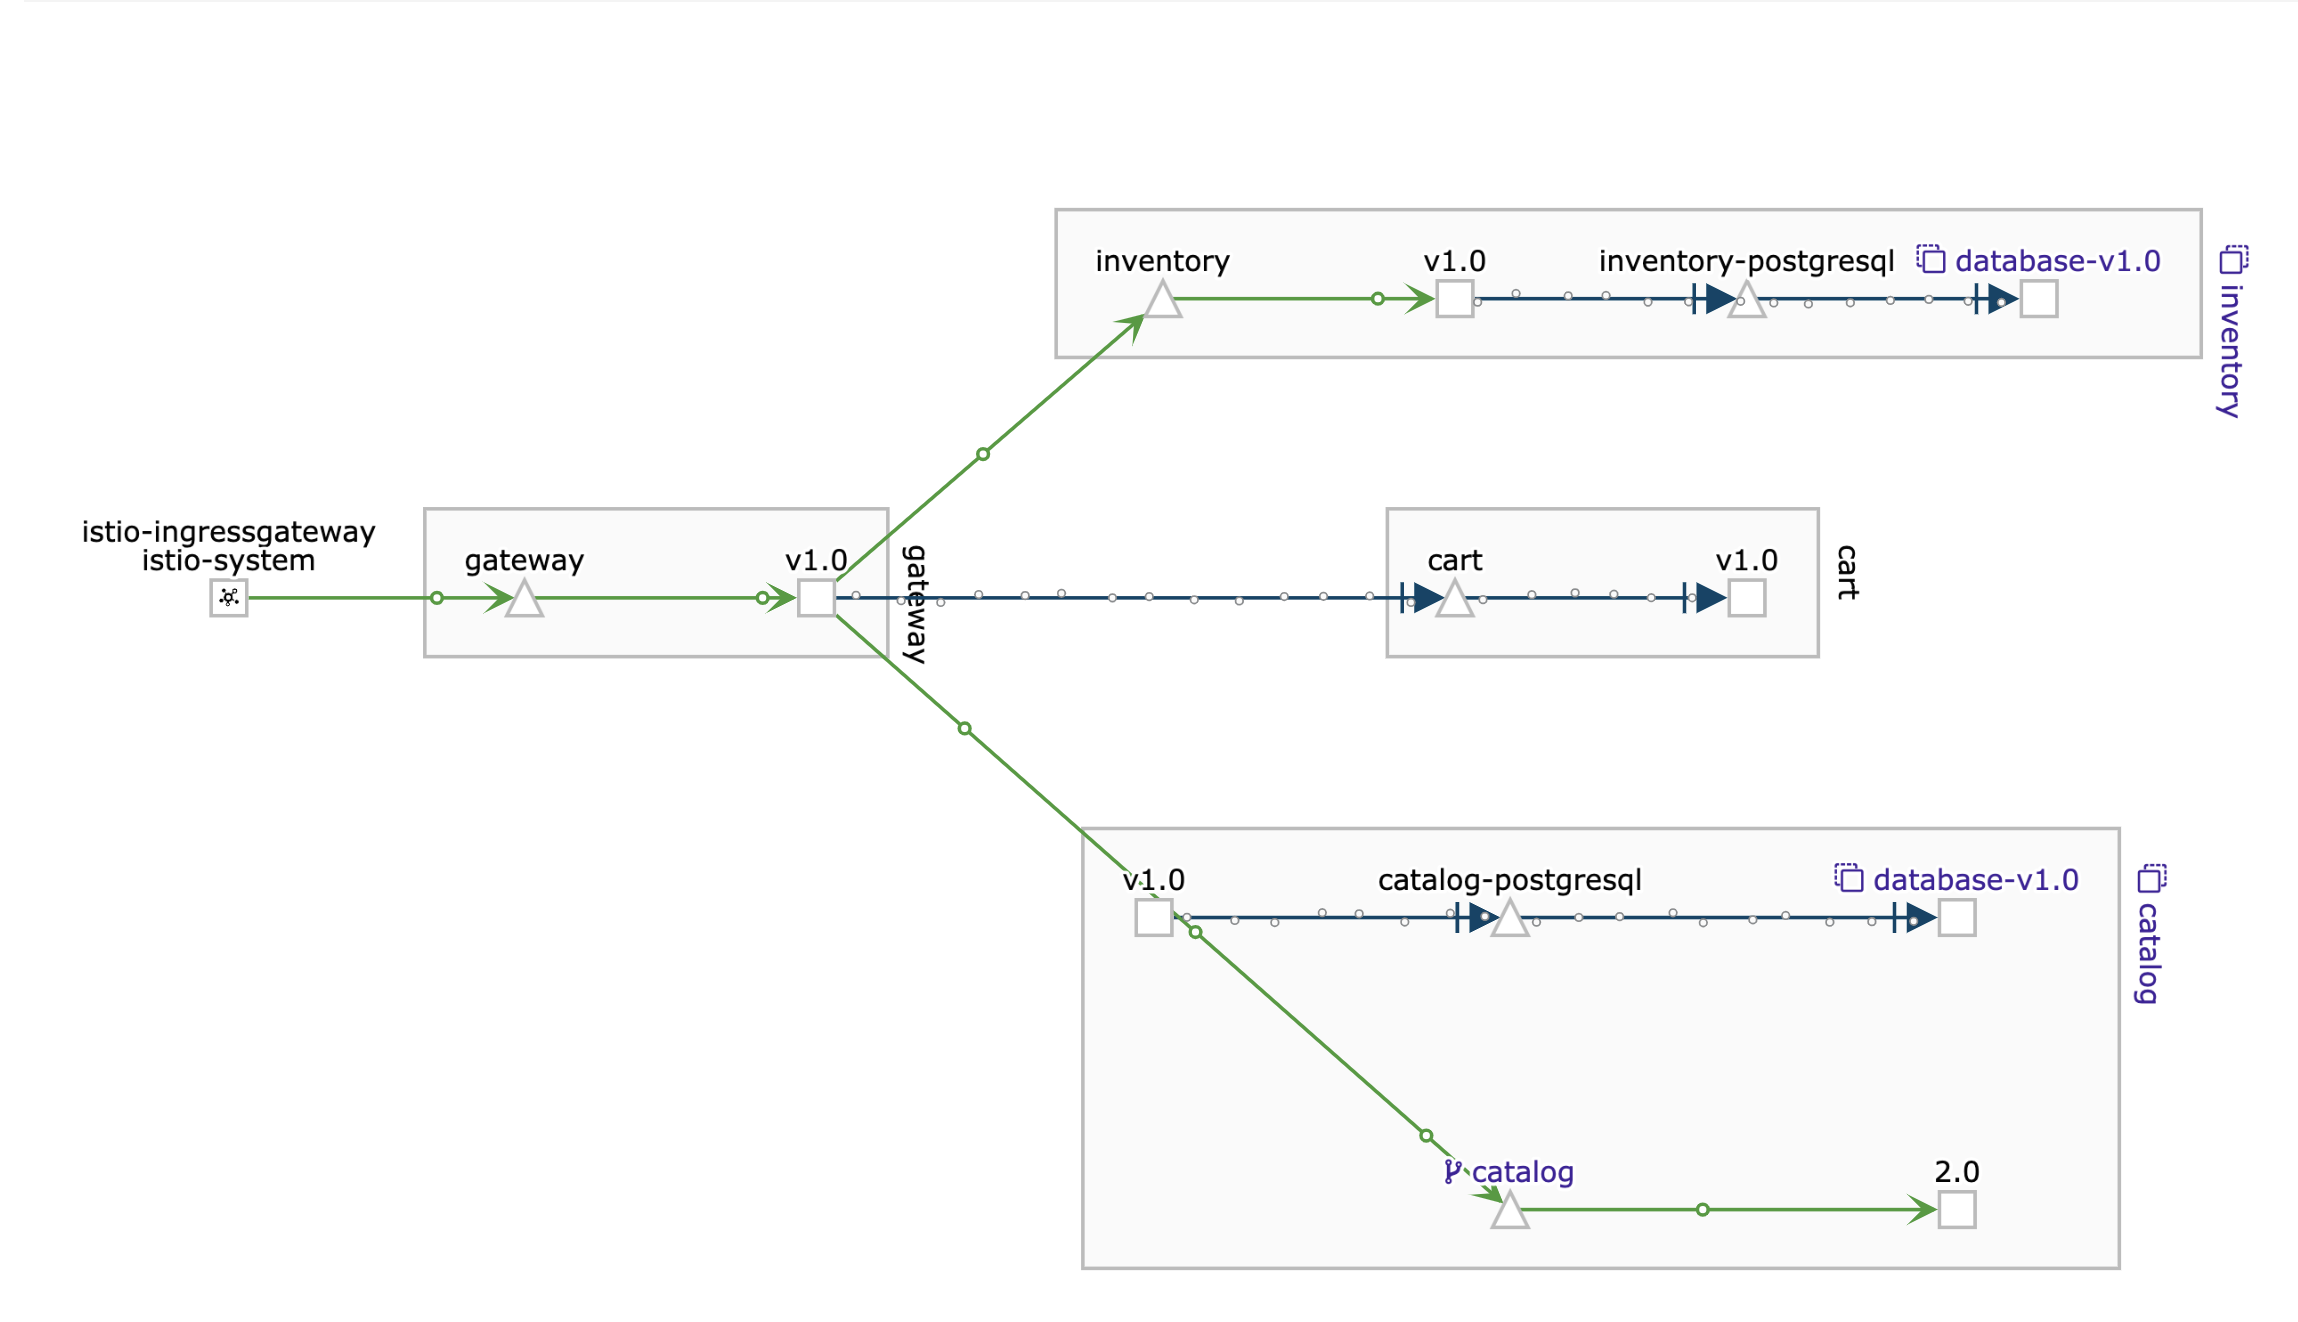 inventory
v1.0
inventory-postgresql
database-v1.0
inventory
istio-ingressgateway
istio-system
gateway
v1.0
gateway
cart
v1.0
cart
v1.0
catalog-postgresql
database-v1.0
catalog
catalog
2.0